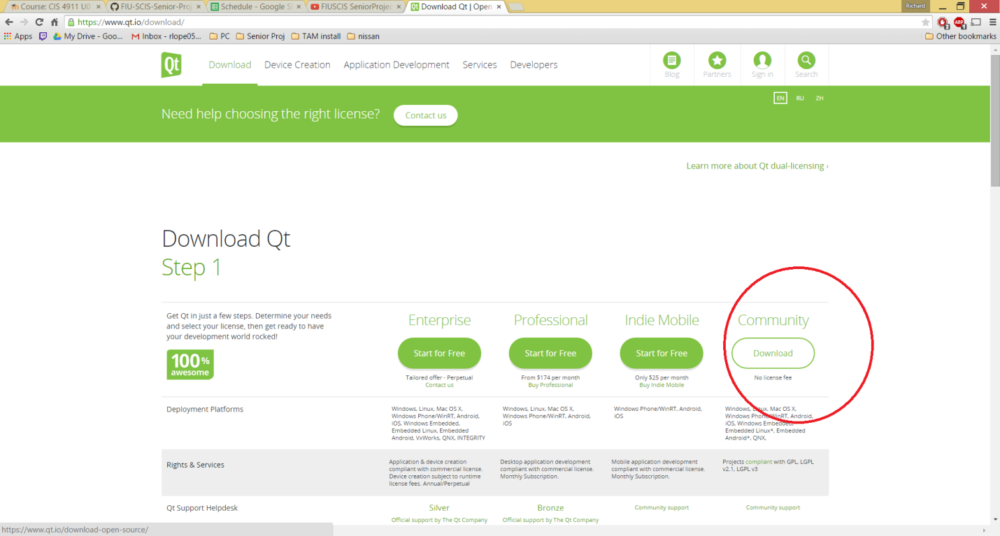 Course: CIS 4911 U0
FIU-SCIS-Senior-Proj
Schedule - Google S
FIUSCIS SeniorProjec
Download Qt | Open
Richard
https://www.qt.io/download/
2
ABP
1
Apps
My Drive - Goo...
Inbox - rlope05...
PC
Senior Proj
TAM install
nissan
Other bookmarks
Qt
Download
Device Creation
Application Development
Services
Developers
Blog
Partners
Sign in
Search
EN
RU
ZH
Need help choosing the right license?
Contact us
Learn more about Qt dual-licensing ›
Download Qt
Step 1
Get Qt in just a few steps. Determine your needs
and select your license, then get ready to have
your development world rocked!
100%
awesome
Enterprise
Start for Free
Tailored offer - Perpetual
Contact us
Professional
Start for Free
From $174 per month
Buy Professional
Indie Mobile
Start for Free
Only $25 per month
Buy Indie Mobile
Community
Download
No license fee
Deployment Platforms
Windows, Linux, Mac OS X,
Windows Phone/WinRT, Android,
iOS, Windows Embedded,
Embedded Linux, Embedded
Android, VxWorks, QNX, INTEGRITY
Windows, Linux, Mac OS X,
Windows Phone/WinRT, Android,
iOS
Windows Phone/WinRT, Android,
iOS
Windows, Linux, Mac OS X,
Windows Phone/WinRT, Android,
iOS, Windows Embedded,
Embedded Linux*, Embedded
Android*, QNX,
Rights & Services
Application & device creation
compliant with commercial license.
Device creation subject to runtime
license fees. Annual/Perpetual
Desktop application development
compliant with commercial license.
Monthly Subscription.
Mobile application development
compliant with commercial license.
Monthly Subscription.
Projects compliant with GPL, LGPL
v2.1, LGPL v3
Qt Support Helpdesk
Silver
Official support by The Qt Company
Bronze
Official support by The Qt Company
Community support
Community support
https://www.qt.io/download-open-source/